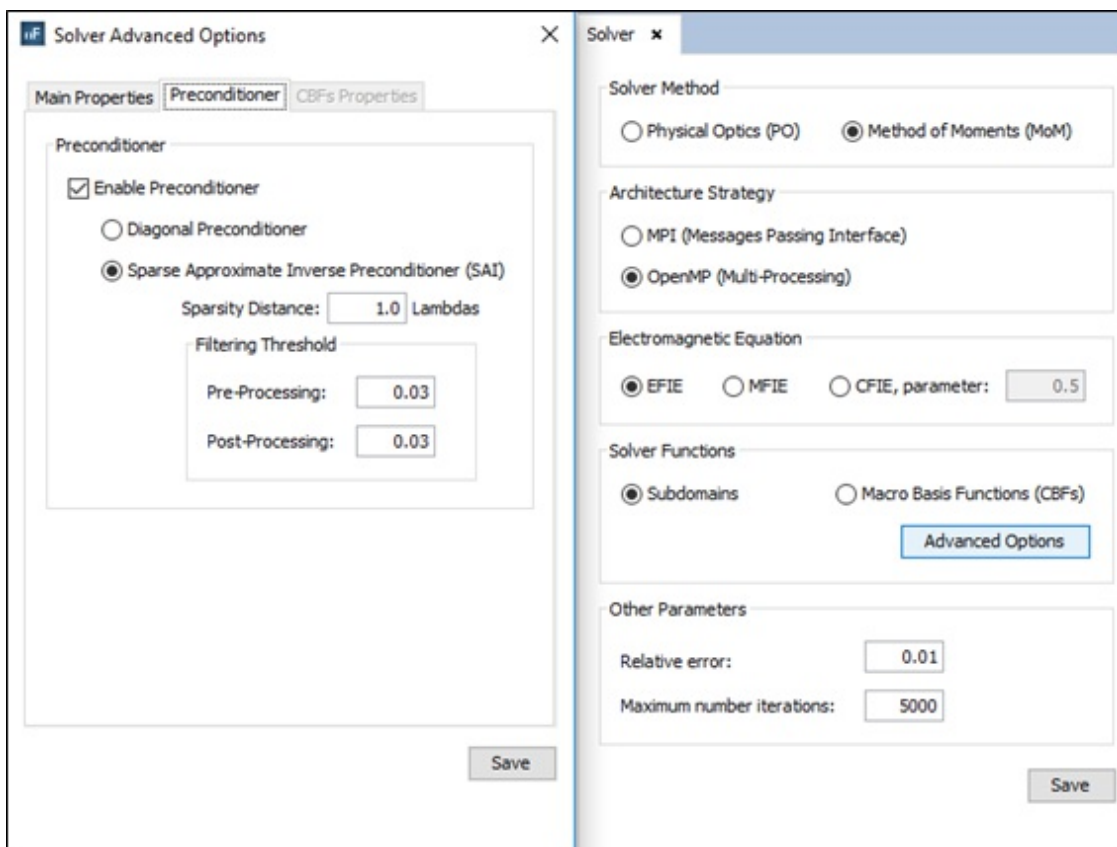 nF Solver Advanced Options
Main Properties Preconditioner CBFs Properties
Preconditioner
Enable Preconditioner
Diagonal Preconditioner
Sparse Approximate Inverse Preconditioner (SAI)
Sparsity Distance: 1.0 Lambdas
Filtering Threshold
Pre-Processing: 0.03
Post-Processing: 0.03
Save
Solver
Solver Method
Physical Optics (PO) Method of Moments (MoM)
Architecture Strategy
MPI (Messages Passing Interface)
OpenMP (Multi-Processing)
Electromagnetic Equation
EFIE MFIE CFIE, parameter: 0.5
Solver Functions
Subdomains Macro Basis Functions (CBFs)
Advanced Options
Other Parameters
Relative error: 0.01
Maximum number iterations: 5000
Save